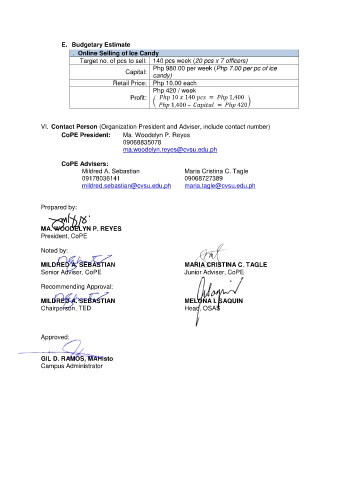 E. Budgetary Estimate
Online Selling of Ice Candy
Target no. of pcs to sell: 140 pcs week (20 pcs x 7 officers)
Capital: Php 980.00 per week (Php 7.00 per pc of ice candy)
Retail Price: Php 10.00 each
Profit: Php 420 / week
( Php 10 x 140 pcs = Php 1,400
Php 1,400 – Capital = Php 420 )
VI. Contact Person (Organization President and Adviser, include contact number)
CoPE President: Ma. Woodelyn P. Reyes
09068835078
ma.woodelyn.reyes@cvsu.edu.ph
CoPE Advisers:
Mildred A. Sebastian Maria Cristina C. Tagle
09178036141 09068727389
mildred.sebastian@cvsu.edu.ph maria.tagle@cvsu.edu.ph
Prepared by:
MA. WOODELYN P. REYES
President, CoPE
Noted by:
MILDRED A. SEBASTIAN MARIA CRISTINA C. TAGLE
Senior Adviser, CoPE Junior Adviser, CoPE
Recommending Approval:
MILDRED A. SEBASTIAN MELONA I. SAQUIN
Chairperson, TED Head, OSAS
Approved:
GIL D. RAMOS, MAHisto
Campus Administrator